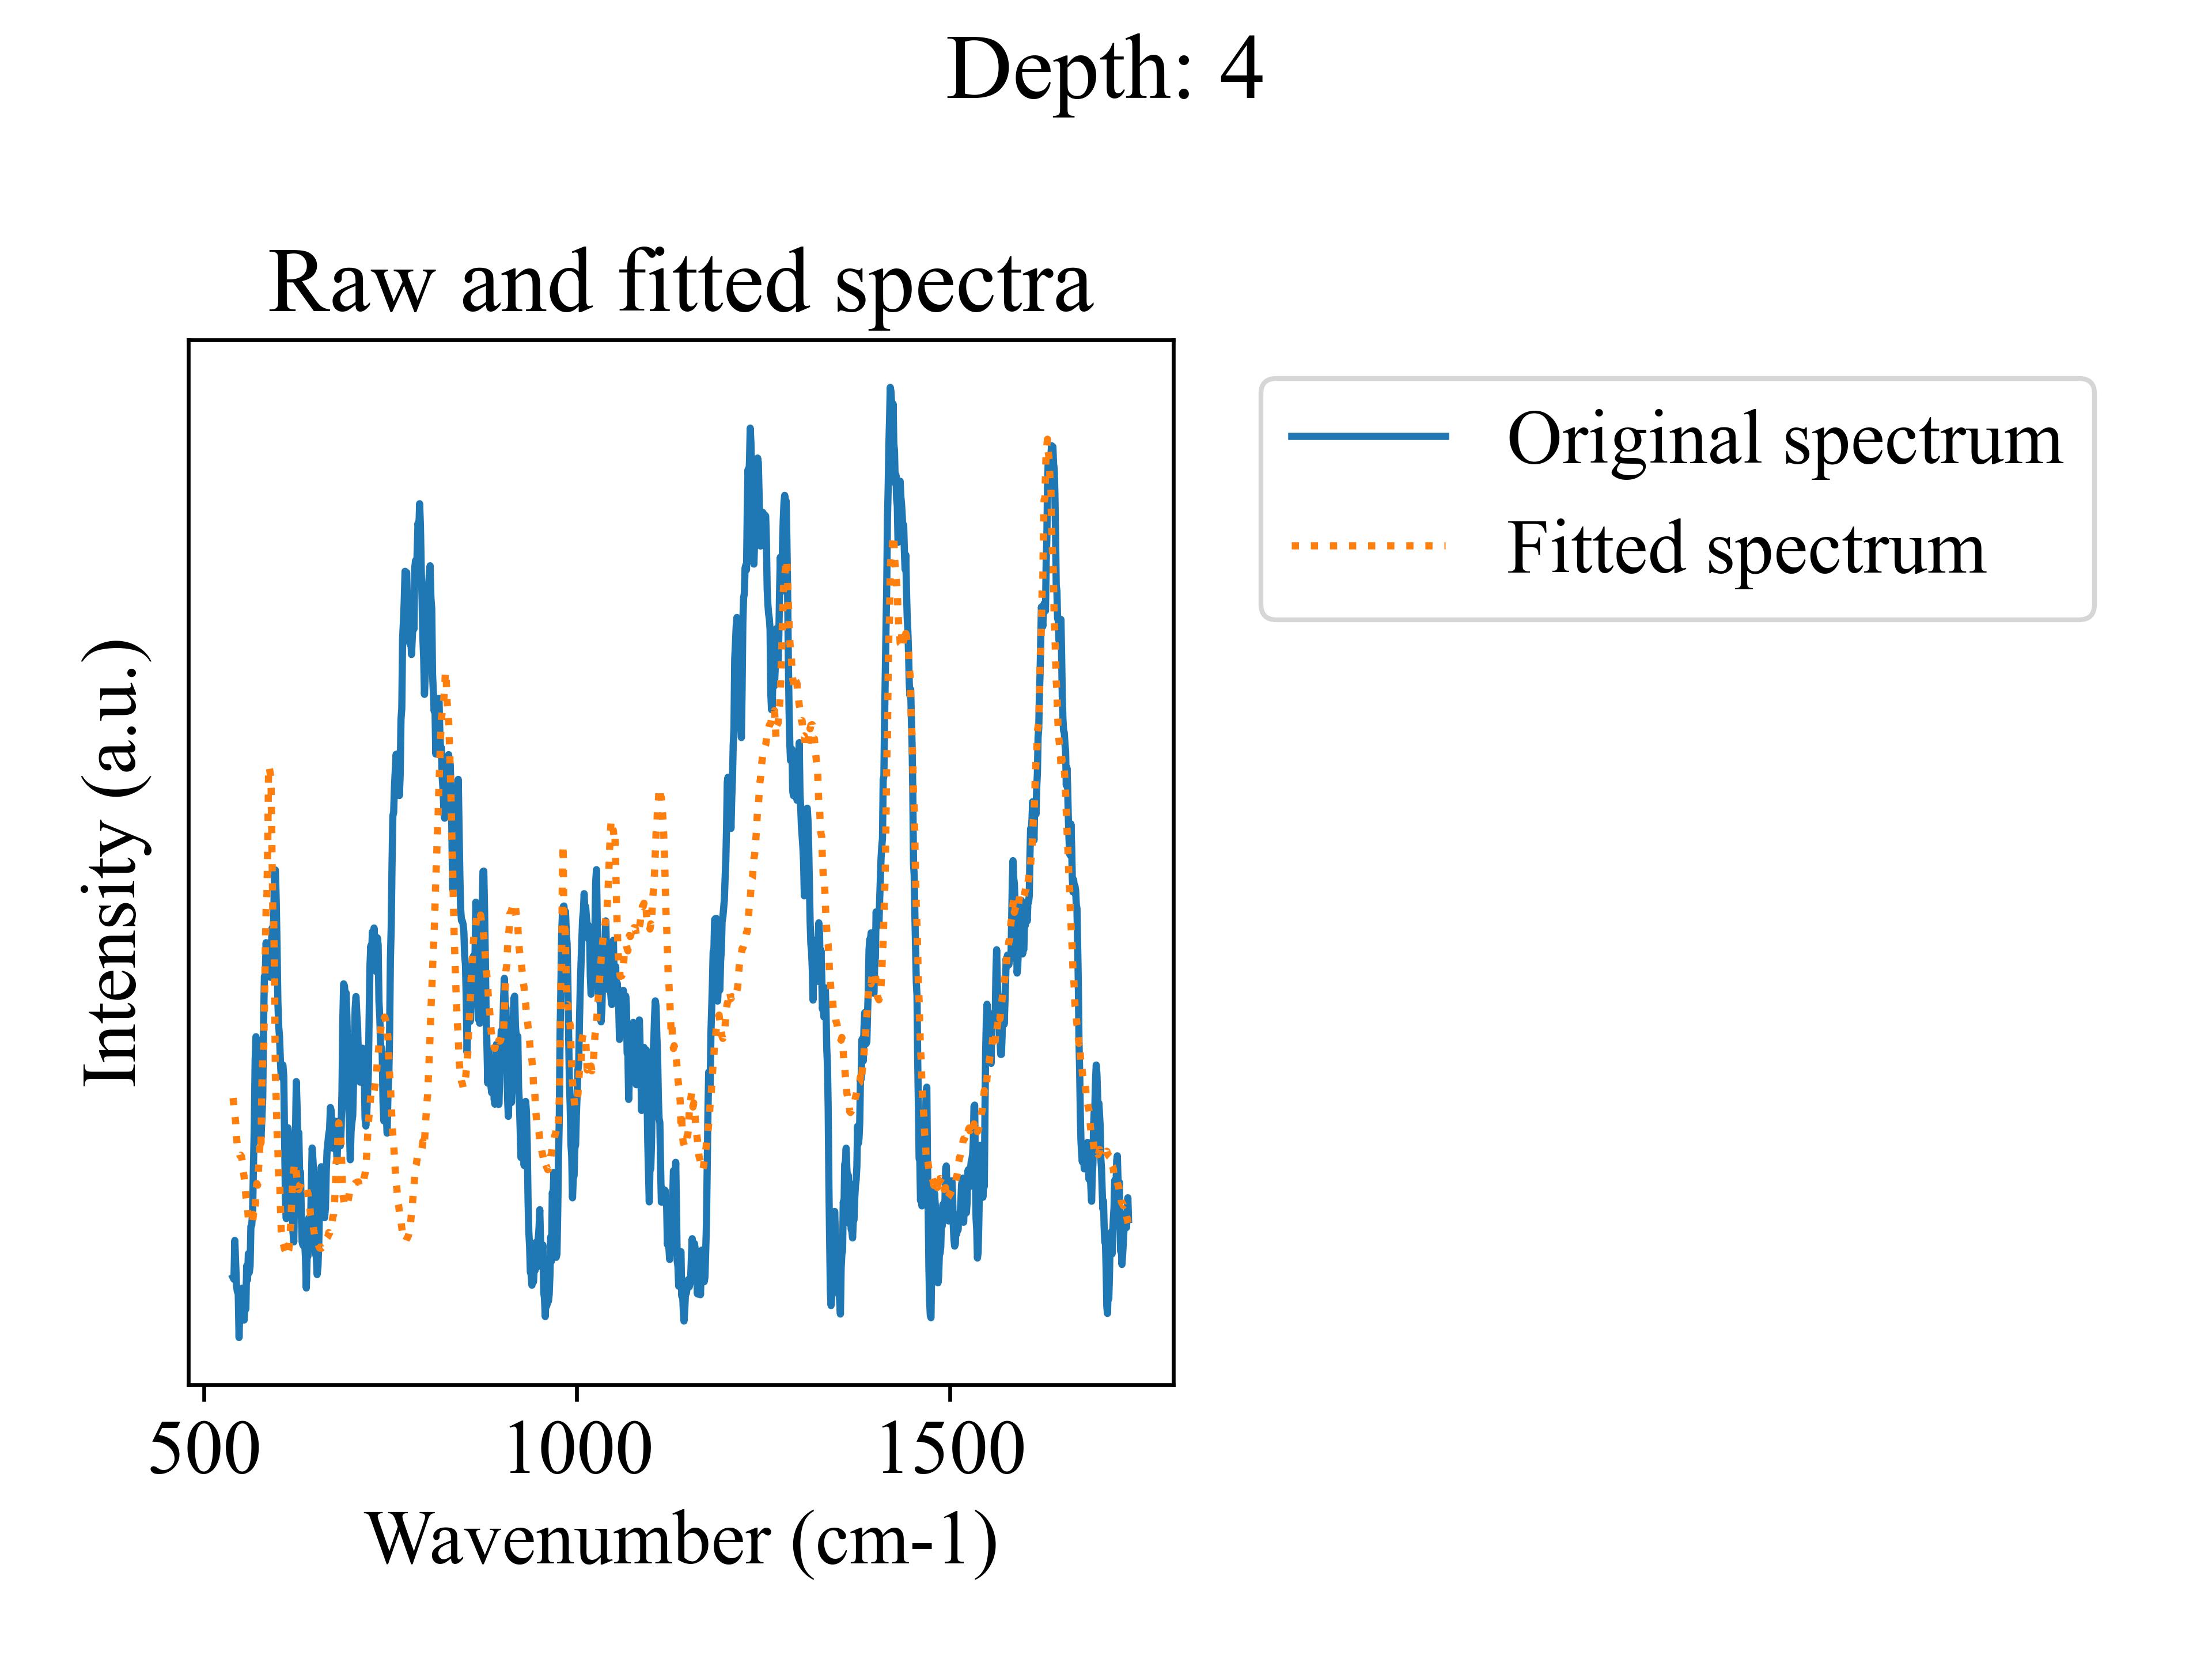 Depth: 4
Raw and fitted spectra
Original spectrum
Fitted spectrum
Intensity (a.u.)
500 1000 1500
Wavenumber (cm-1)